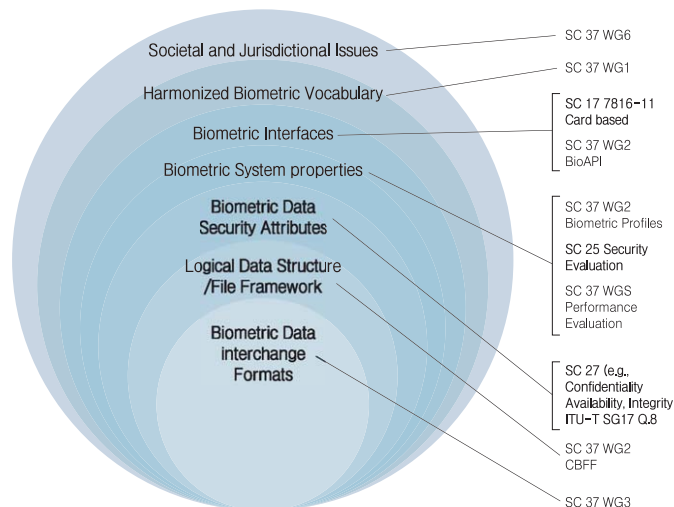 Societal and Jurisdictional Issues
Harmonized Biometric Vocabulary
Biometric Interfaces
Biometric System properties
Biometric Data
Security Attributes
Logical Data Structure
/File Framework
Biometric Data
interchange
Formats
SC 37 WG6
SC 37 WG1
SC 17 7816-11
Card based
SC 37 WG2
BioAPI
SC 37 WG2
Biometric Profiles
SC 25 Security
Evaluation
SC 37 WGS
Performance
Evaluation
SC 27 (e.g.,
Confidentiality
Availability, Integrity
ITU-T SG17 Q.8
SC 37 WG2
CBFF
SC 37 WG3